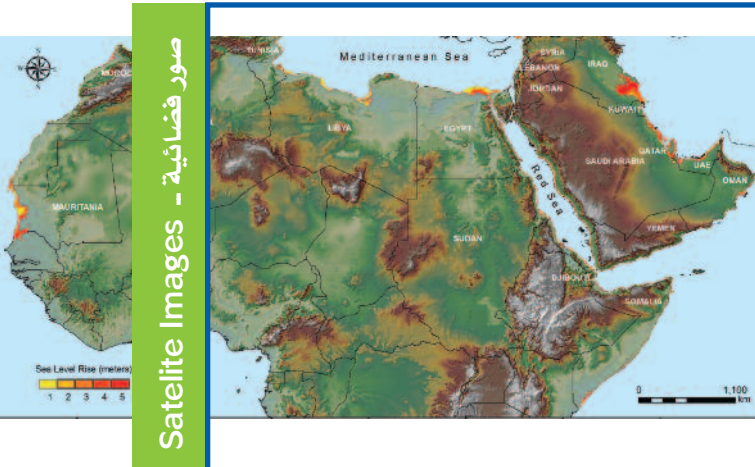 صور فضائية - Satelite Images
TUNISIA
Mediterranean Sea
SYRIA
LEBANON
IRAQ
JORDAN
MOROC
N
W
E
S
KUWAIT
LIBYA
EGYPT
QATAR
UAE
SAUDI ARABIA
OMAN
Red Sea
MAURITANIA
SUDAN
YEMEN
DJIBOUTI
SOMALIA
Sea Level Rise (meters)
1 2 3 4 5
0 1,100
km